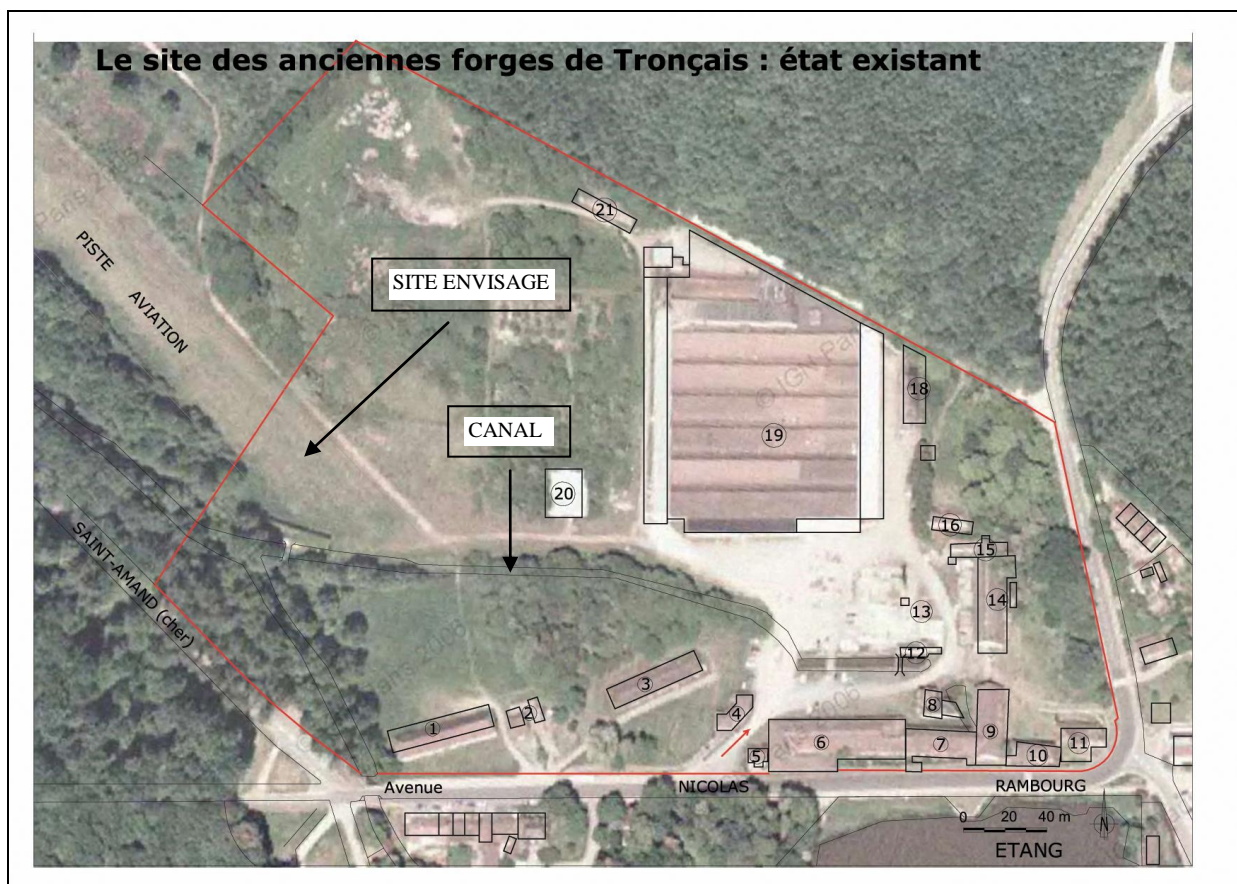 Le site des anciennes forges de Tronçais : état existant
21
PISTE
AVIATION
SITE ENVISAGE
© IGN-Paris
18
CANAL
19
20
16
15
SAINT-AMAND (cher)
14
13
12
3
8
4
2
1
9
6
7
5
10
11
Avenue
NICOLAS
RAMBOURG
0 20 40 m
N
ETANG